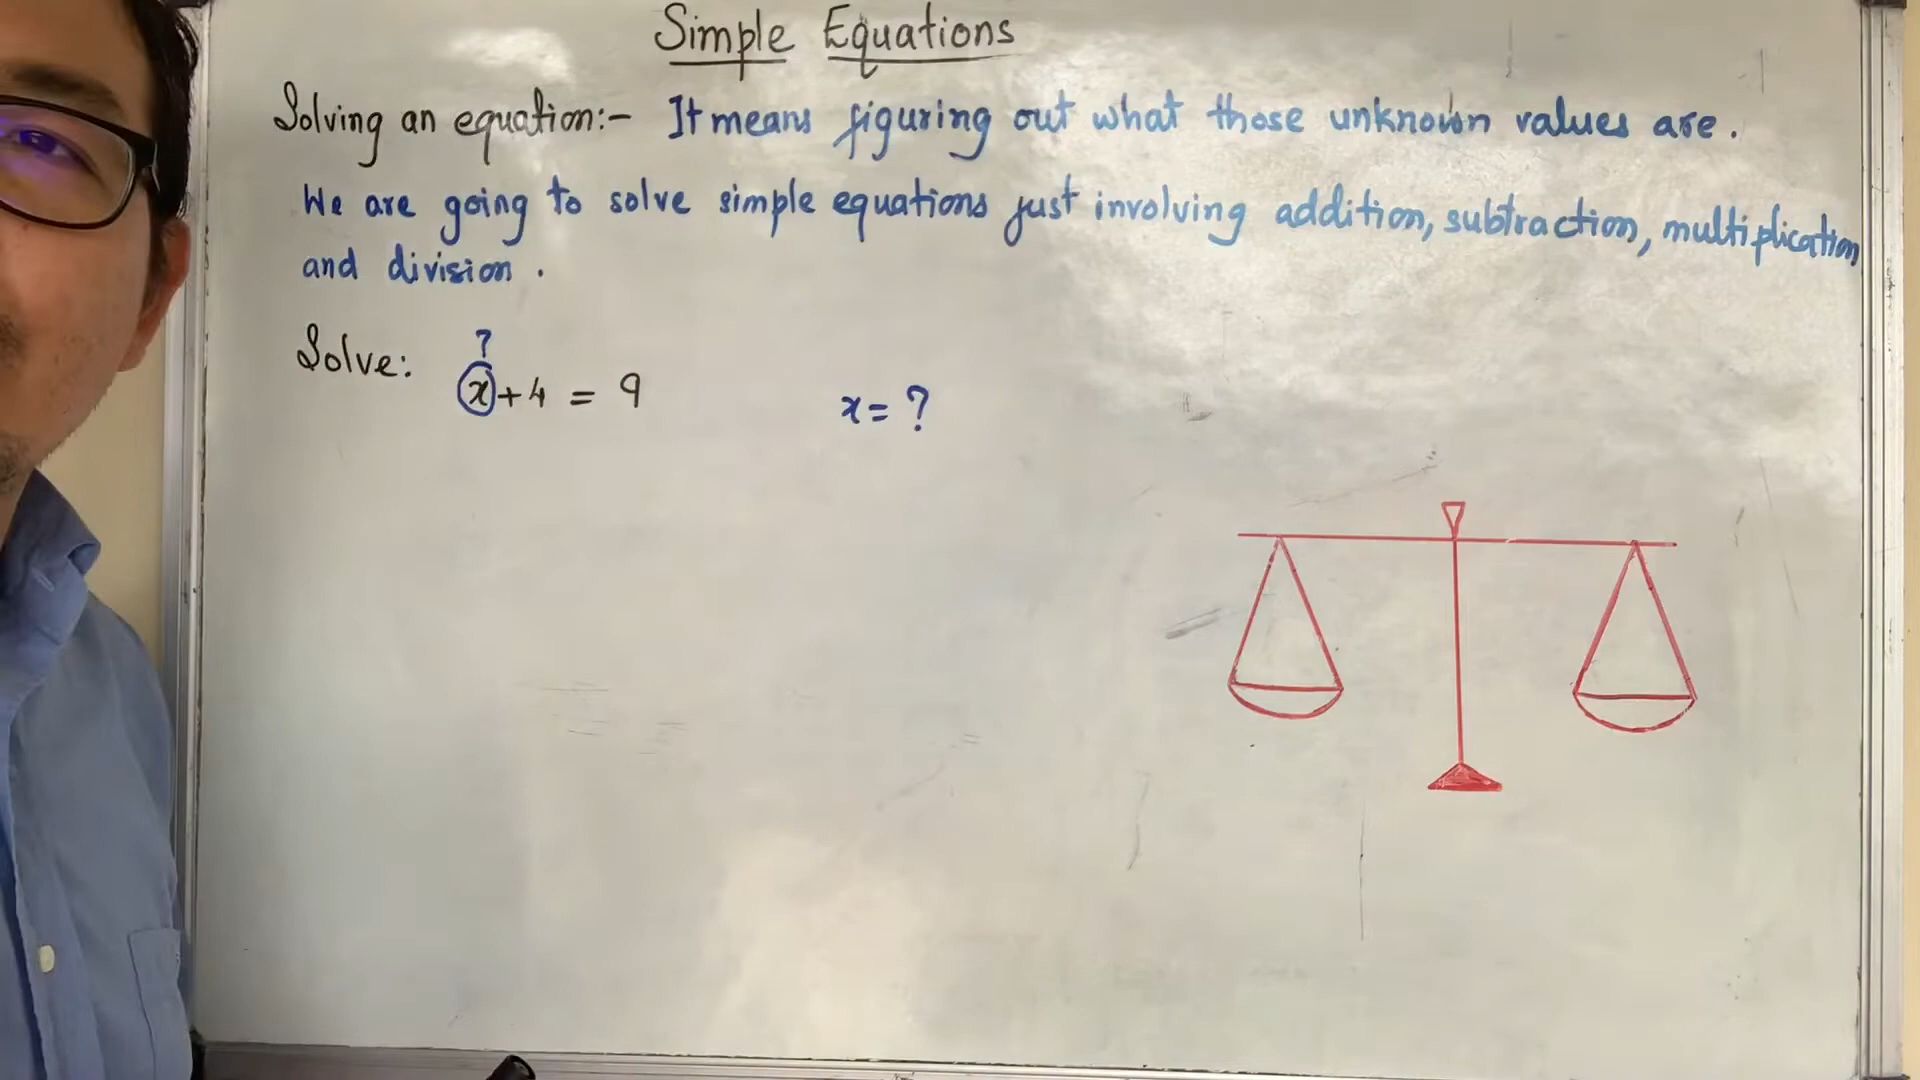 Simple Equations
Solving an equation:- It means figuring out what those unknown values are.
We are going to solve simple equations just involving addition, subtraction, multiplication
and division.
?
Solve: x+4 = 9
x= ?